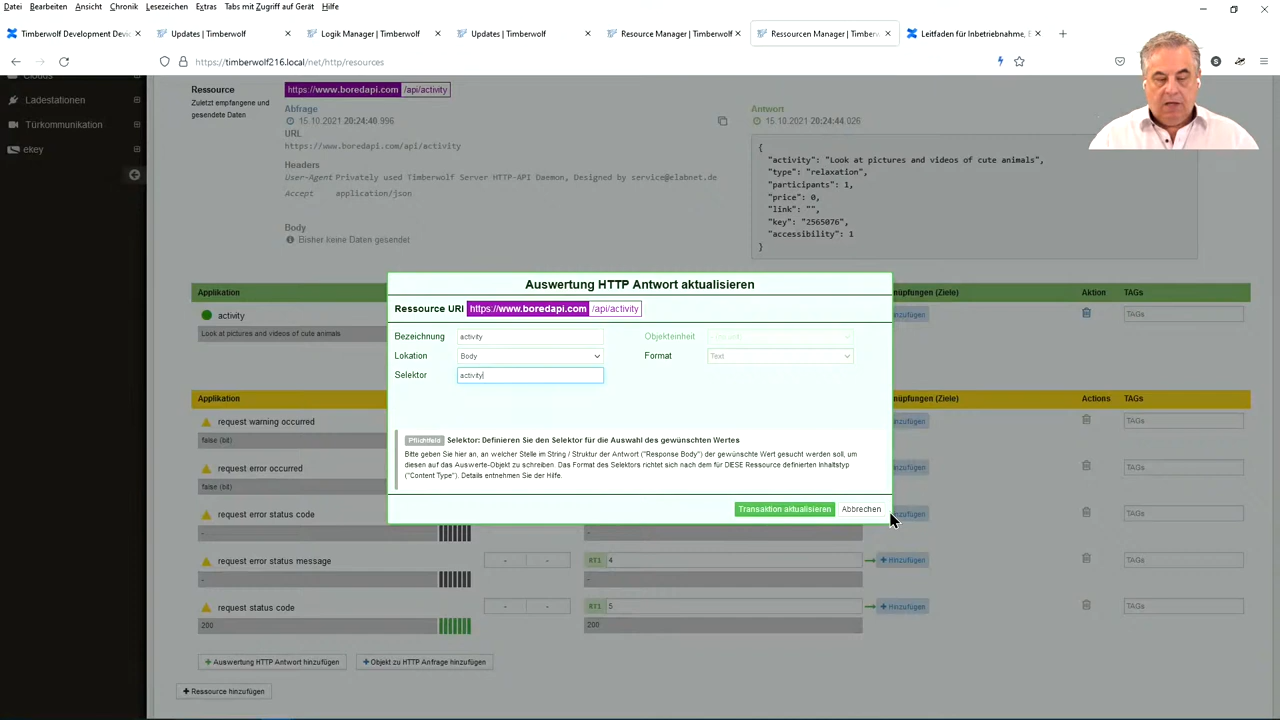 Datei Bearbeiten Ansicht Chronik Lesezeichen Extras Tabs mit Zugriff auf Gerät Hilfe
Timberwolf Development Devi
Updates | Timberwolf
Logik Manager | Timberwolf
Updates | Timberwolf
Resource Manager | Timberwolf
Ressourcen Manager | Timberw
Leitfaden für Inbetriebnahme, E
https://timberwolf216.local/net/http/resources
Clouds
Ladestationen
Türkommunikation
ekey
Ressource
Zuletzt empfangene und
gesendete Daten
https://www.boredapi.com /api/activity
Abfrage
15.10.2021 20:24:40.996
URL
https://www.boredapi.com/api/activity
Headers
User-Agent Privately used Timberwolf Server HTTP-API Daemon, Designed by service@elabnet.de
Accept application/json
Body
Bisher keine Daten gesendet
Antwort
15.10.2021 20:24:44.026
{
"activity": "Look at pictures and videos of cute animals",
"type": "relaxation",
"participants": 1,
"price": 0,
"link": "",
"key": "2565076",
"accessibility": 1
}
Auswertung HTTP Antwort aktualisieren
Ressource URI https://www.boredapi.com /api/activity
Bezeichnung activity
Objekteinheit
Lokation Body
Format Text
Selektor activity
Pflichtfeld Selektor: Definieren Sie den Selektor für die Auswahl des gewünschten Wertes
Bitte geben Sie hier an, an welcher Stelle im String / Struktur der Antwort ("Response Body") der gewünschte Wert gesucht werden soll, um
diesen auf das Auswerte-Objekt zu schreiben. Das Format des Selektors richtet sich nach dem für DIESE Ressource definierten Inhaltstyp
("Content Type"). Details entnehmen Sie der Hilfe.
Transaktion aktualisieren Abbrechen
Applikation nüpfungen (Ziele) Aktion TAGs
activity nzufügen TAGs
Look at pictures and videos of cute animals
Applikation nüpfungen (Ziele) Actions TAGs
request warning occurred nzufügen TAGs
false (bit)
request error occurred nzufügen TAGs
false (bit)
request error status code nzufügen TAGs
- -
request error status message - - RT1 4 Hinzufügen TAGs
- -
request status code - - RT1 5 Hinzufügen TAGs
200 200
Auswertung HTTP Antwort hinzufügen Objekt zu HTTP Anfrage hinzufügen
Ressource hinzufügen